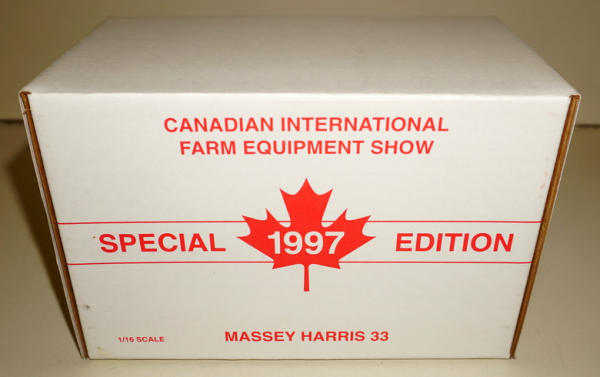 CANADIAN INTERNATIONAL
FARM EQUIPMENT SHOW
SPECIAL 1997 EDITION
1/16 SCALE MASSEY HARRIS 33